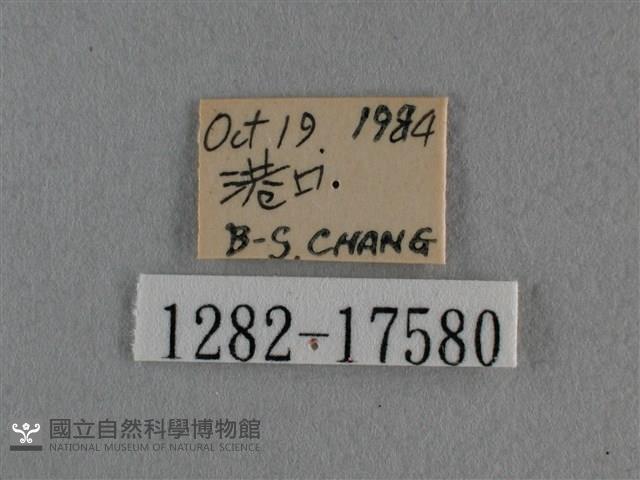 Oct 19. 1984
港口.
B-S. CHANG
1282-17580
國立自然科學博物館
NATIONAL MUSEUM OF NATURAL SCIENCE